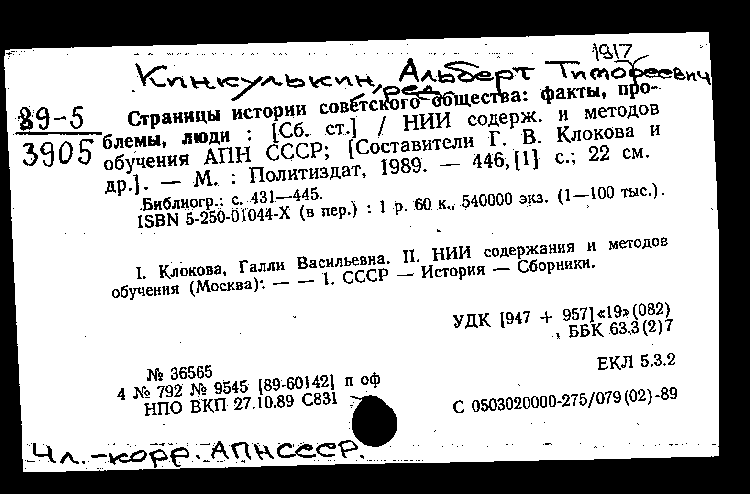 1917
Кинкулькин, Альберт Тимофеевич
ред.
89-5
3905
Страницы истории советского общества: факты, про-
блемы, люди : [Сб. ст.] / НИИ содерж. и методов
обучения АПН СССР; [Составители Г. В. Клокова и
др.]. — М. : Политиздат, 1989. — 446, [1] с.; 22 см.
Библиогр.: с. 431—445.
ISBN 5-250-01044-X (в пер.) : 1 р. 60 к., 540000 экз. (1—100 тыс.).
I. Клокова, Галли Васильевна. II. НИИ содержания и методов
обучения (Москва). — — 1. СССР — История — Сборники.
УДК [947 + 957]«19»(082)
ББК 63.3(2)7
№ 36565
4 № 792 № 9545 [89-60142] п оф
НПО ВКП 27.10.89 С831
ЕКЛ 5.3.2
С 0503020000-275/079(02)-89
Чл.-корр. АПН СССР.